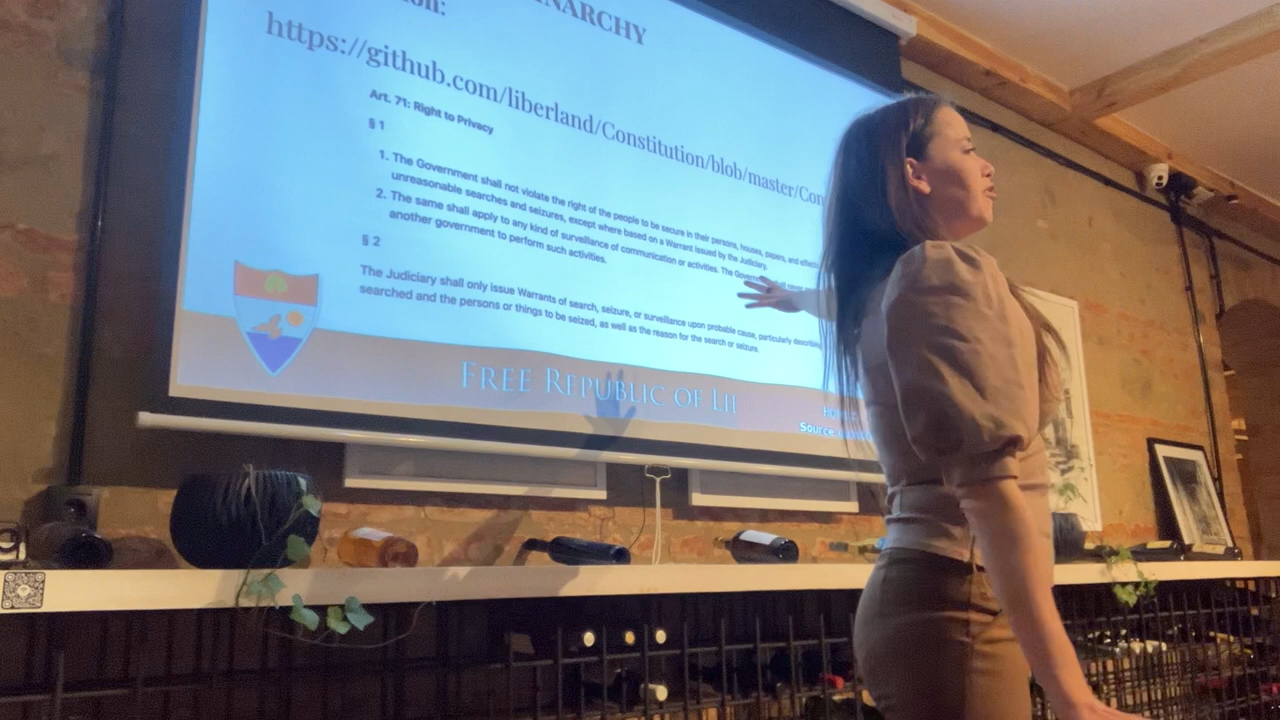 NARCHY
ion:
https://github.com/liberland/Constitution/blob/master/Con
Art. 71: Right to Privacy
§ 1
1. The Government shall not violate the right of the people to be secure in their persons, houses, papers, and effects
unreasonable searches and seizures, except where based on a Warrant issued by the Judiciary.
2. The same shall apply to any kind of surveillance of communication or activities. The Government shall never
another government to perform such activities.
§ 2
The Judiciary shall only issue Warrants of search, seizure, or surveillance upon probable cause, particularly describing
searched and the persons or things to be seized, as well as the reason for the search or seizure.
FREE REPUBLIC OF LI
Source